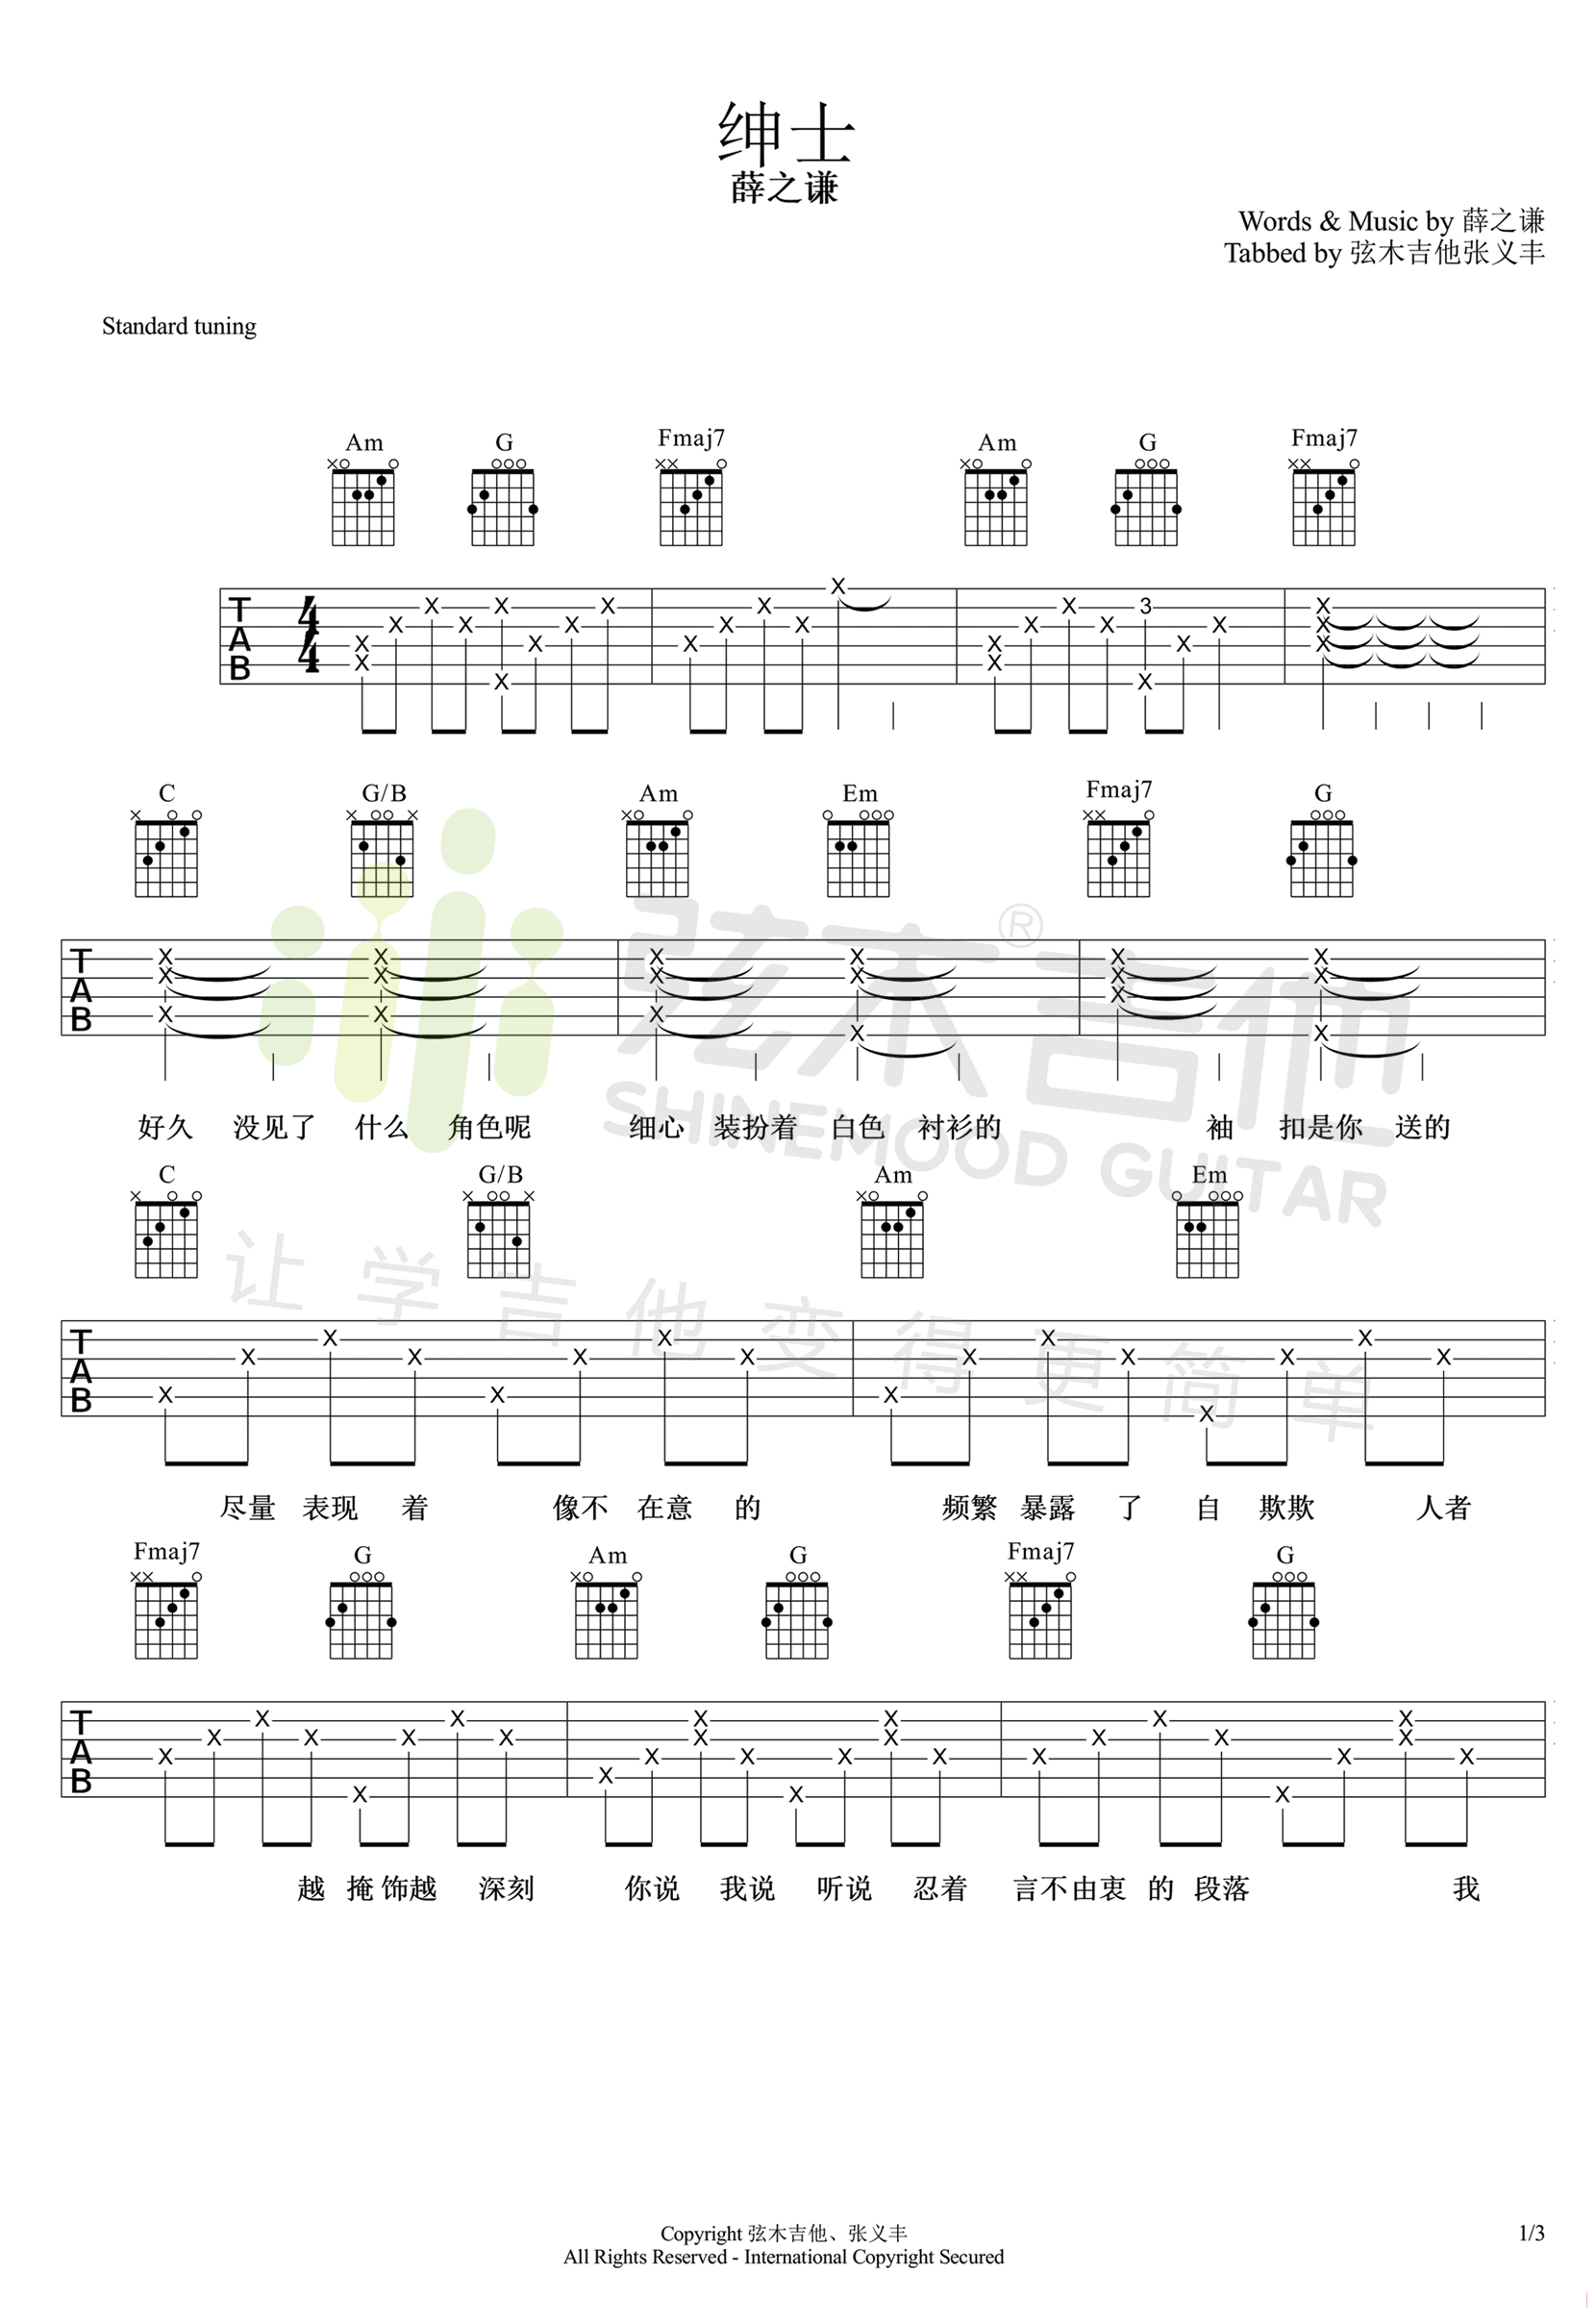 绅士
薛之谦
Words & Music by 薛之谦
Tabbed by 弦木吉他张义丰
Standard tuning
Am G Fmaj7 Am G Fmaj7
TAB 4/4 3
C G/B Am Em Fmaj7 G
TAB
弦木吉他®
SHINEMOOD GUITAR
好久 没见了 什么 角色呢 细心 装扮着 白色 衬衫的 袖 扣是你 送的
C G/B Am Em
让学吉他变得更简单
TAB
尽量 表现 着 像不 在意 的 频繁 暴露 了 自 欺欺 人者
Fmaj7 G Am G Fmaj7 G
TAB
越 掩 饰越 深刻 你说 我说 听说 忍着 言不由衷 的 段落 我
Copyright 弦木吉他、张义丰
All Rights Reserved - International Copyright Secured
1/3